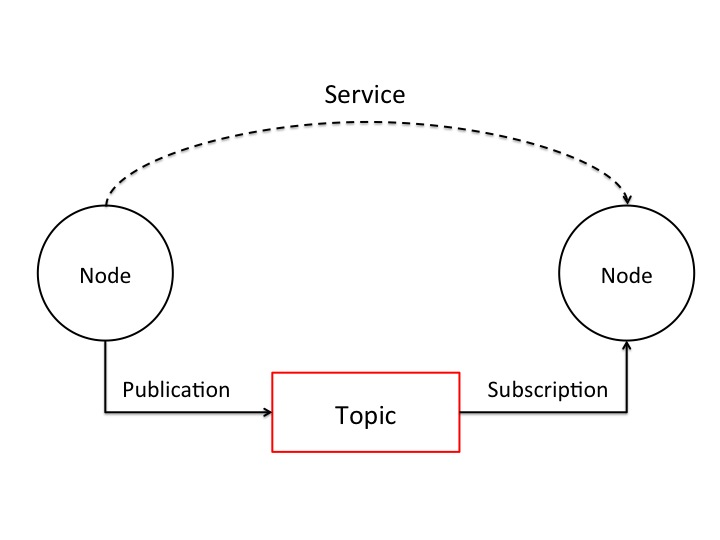 Service
Node
Node
Publication
Subscription
Topic